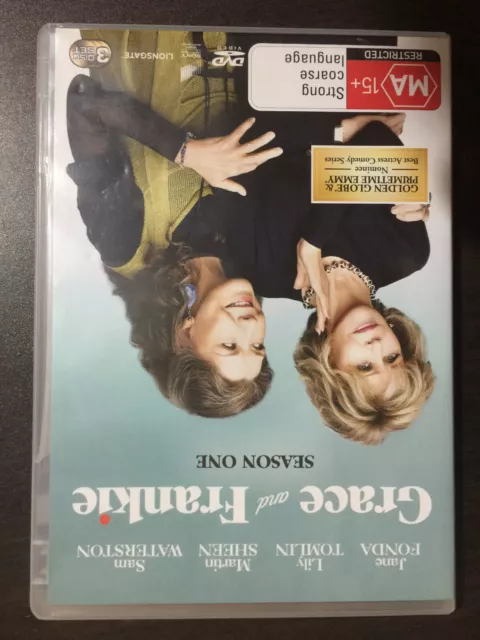 Jane
FONDA
Lily
TOMLIN
Martin
SHEEN
Sam
WATERSTON
Grace and Frankie
SEASON ONE
GOLDEN GLOBE &
PRIMETIME EMMY
Nominee
Best Actress Comedy Series
MA
15+
RESTRICTED
Strong
coarse
language
DVD
VIDEO
LIONSGATE
3
DISC
SET